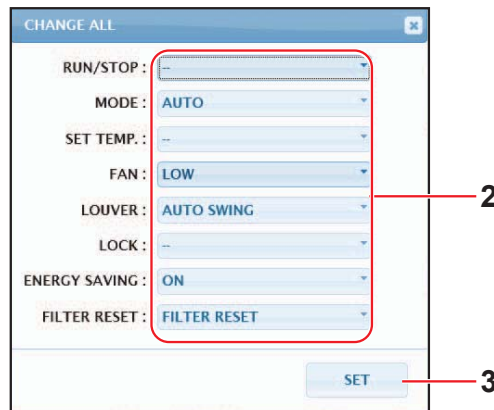 CHANGE ALL
RUN/STOP : --
MODE : AUTO
SET TEMP. : --
FAN : LOW
LOUVER : AUTO SWING
2
LOCK : --
ENERGY SAVING : ON
FILTER RESET : FILTER RESET
SET
3